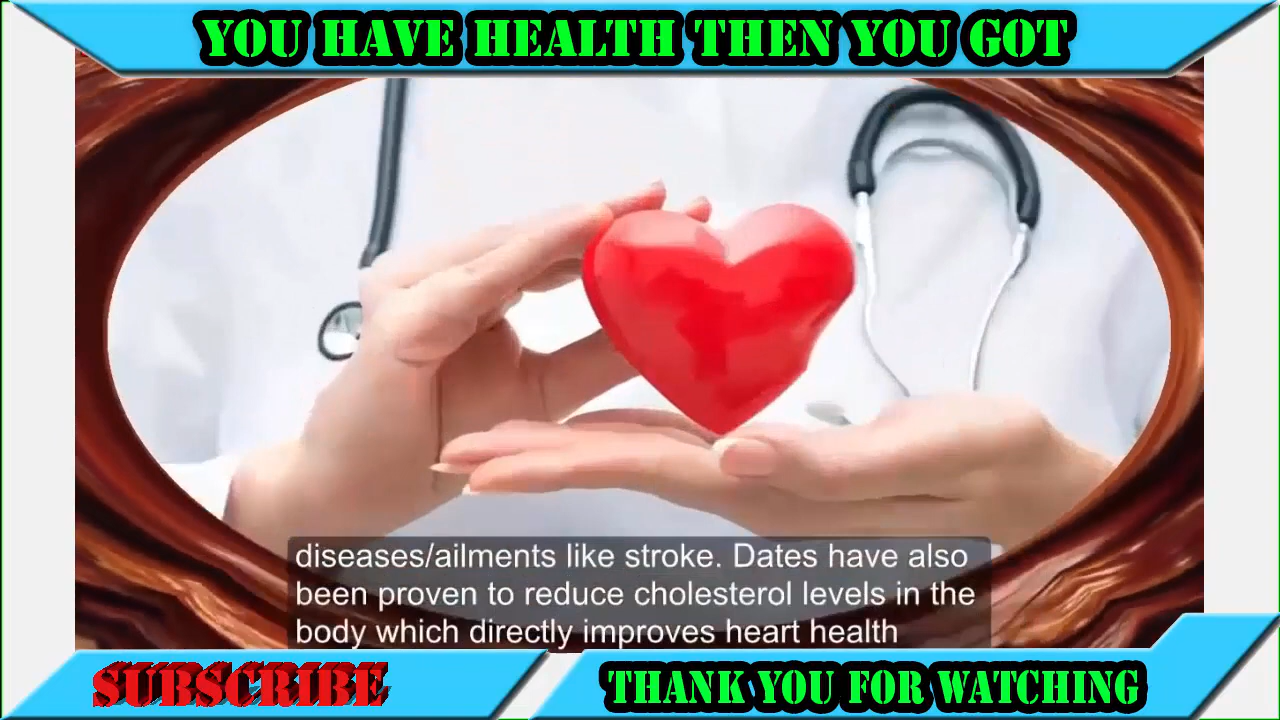 YOU HAVE HEALTH THEN YOU GOT
diseases/ailments like stroke. Dates have also
been proven to reduce cholesterol levels in the
body which directly improves heart health
SUBSCRIBE
THANK YOU FOR WATCHING